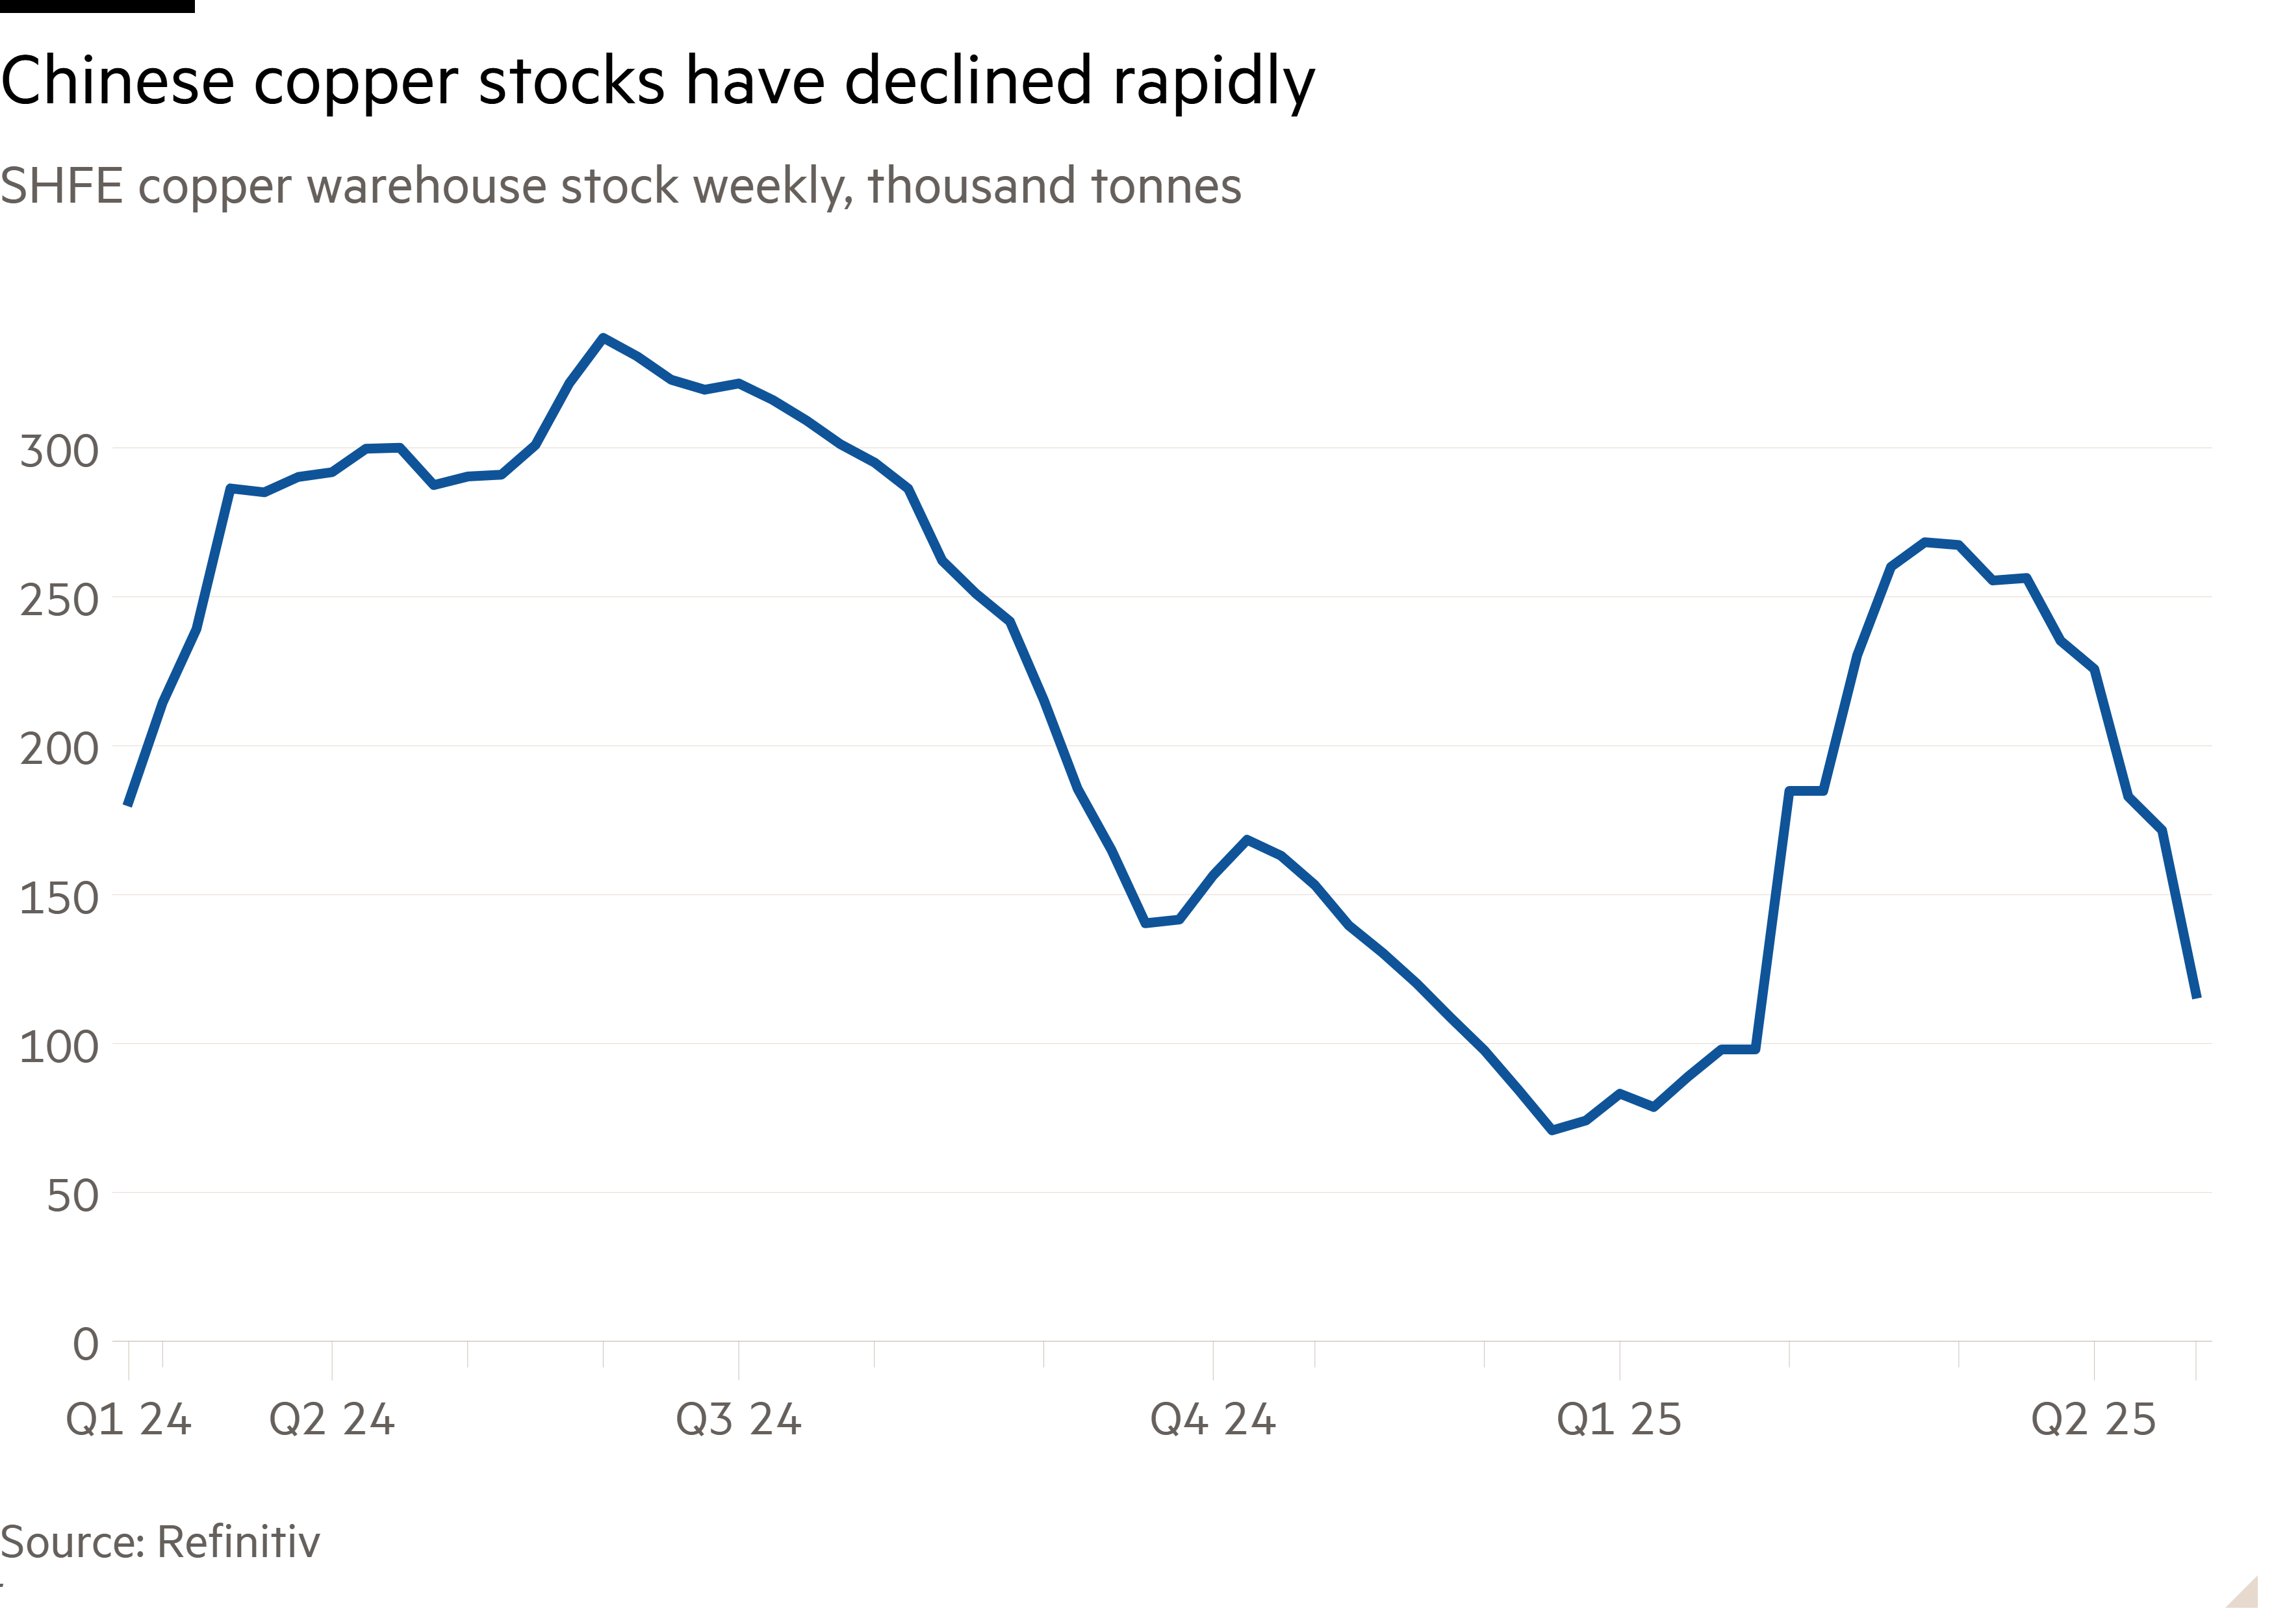 Chinese copper stocks have declined rapidly
SHFE copper warehouse stock weekly, thousand tonnes
300
250
200
150
100
50
0
Q1 24 Q2 24 Q3 24 Q4 24 Q1 25 Q2 25
Source: Refinitiv